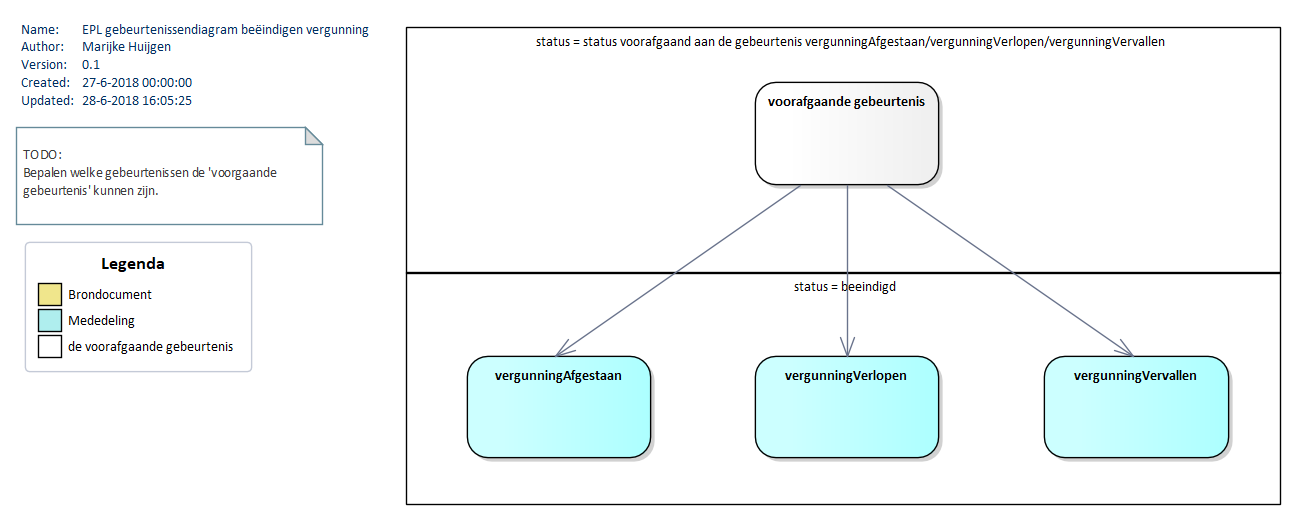 Name: EPL gebeurtenissendiagram beëindigen vergunning
Author: Marijke Huijgen
Version: 0.1
Created: 27-6-2018 00:00:00
Updated: 28-6-2018 16:05:25
TODO:
Bepalen welke gebeurtenissen de 'voorgaande
gebeurtenis' kunnen zijn.
Legenda
Brondocument
Mededeling
de voorafgaande gebeurtenis
status = status voorafgaand aan de gebeurtenis vergunningAfgestaan/vergunningVerlopen/vergunningVervallen
voorafgaande gebeurtenis
status = beeindigd
vergunningAfgestaan
vergunningVerlopen
vergunningVervallen